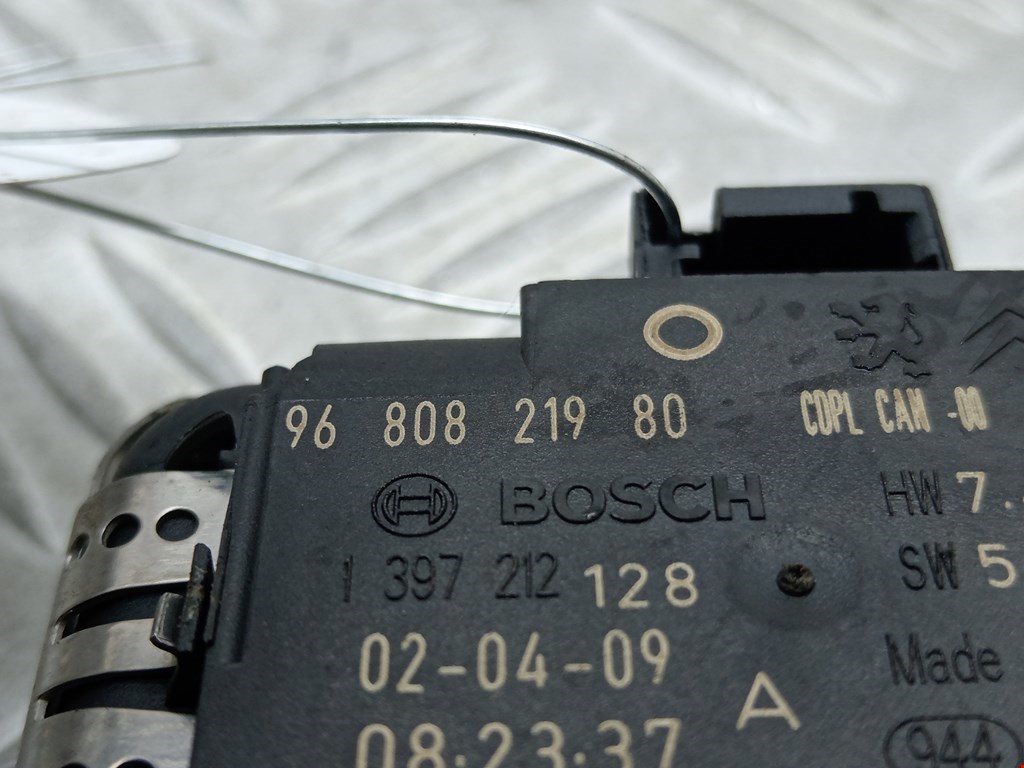 96 808 219 80 CDPL CAN -00
BOSCH HW 7.
1 397 212 128 SW 5
02-04-09 Made
08:23:37 A 944